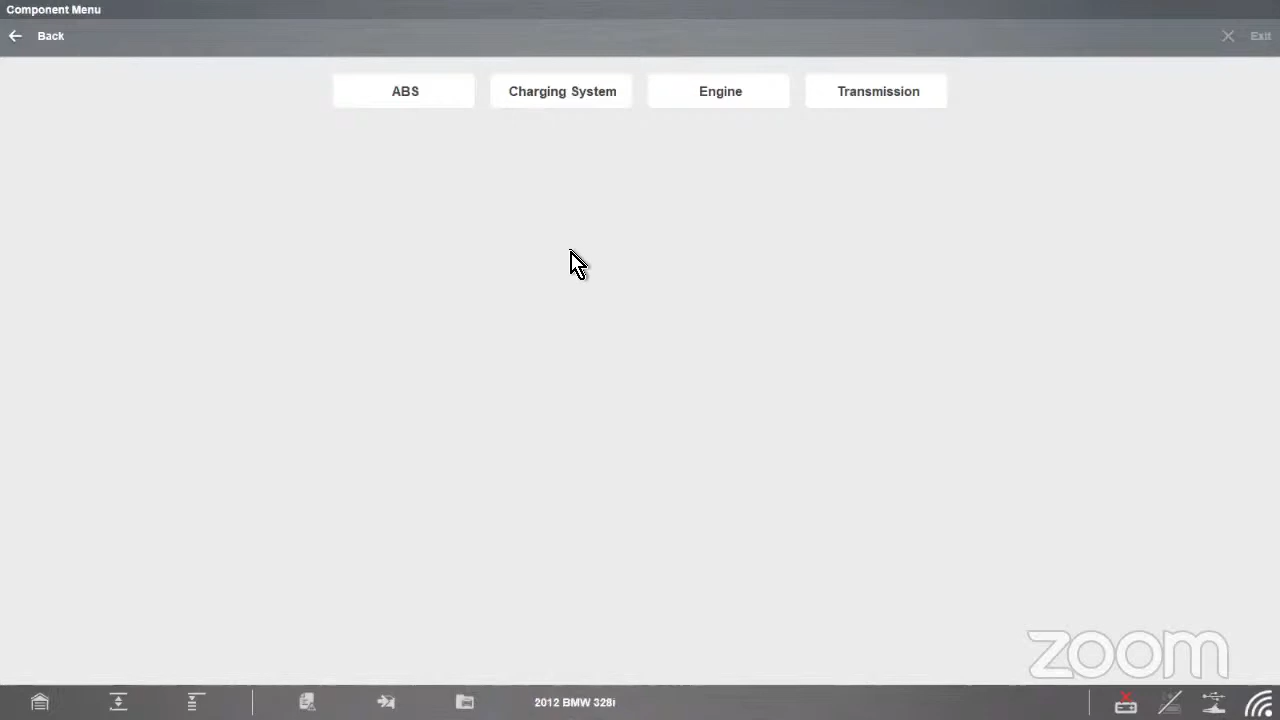 Component Menu
Back
Exit
ABS
Charging System
Engine
Transmission
zoom
2012 BMW 328i